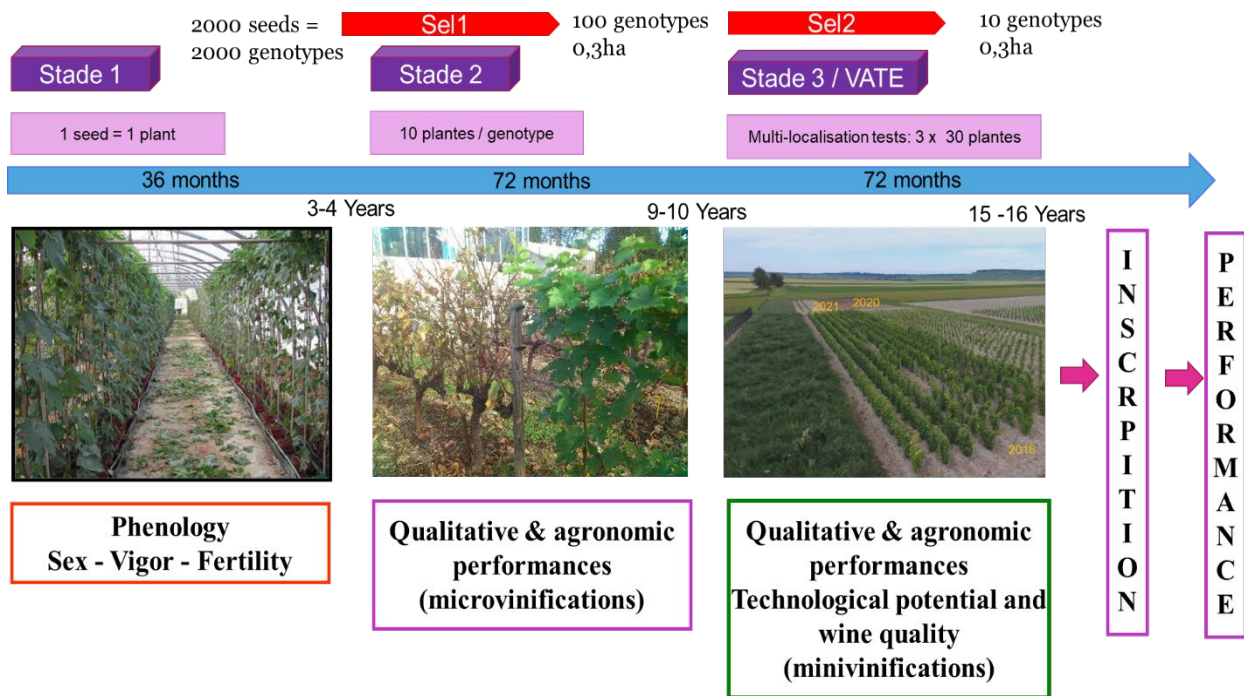 2000 seeds =
2000 genotypes
Sel1
100 genotypes
0,3ha
Sel2
10 genotypes
0,3ha
Stade 1
Stade 2
Stade 3 / VATE
1 seed = 1 plant
10 plantes / genotype
Multi-localisation tests: 3 x 30 plantes
36 months
72 months
72 months
3-4 Years
9-10 Years
15 -16 Years
2021
2020
2018
Phenology
Sex - Vigor - Fertility
Qualitative & agronomic
performances
(microvinifications)
Qualitative & agronomic
performances
Technological potential and
wine quality
(minivinifications)
I
N
S
C
R
P
I
T
I
O
N
P
E
R
F
O
R
M
A
N
C
E